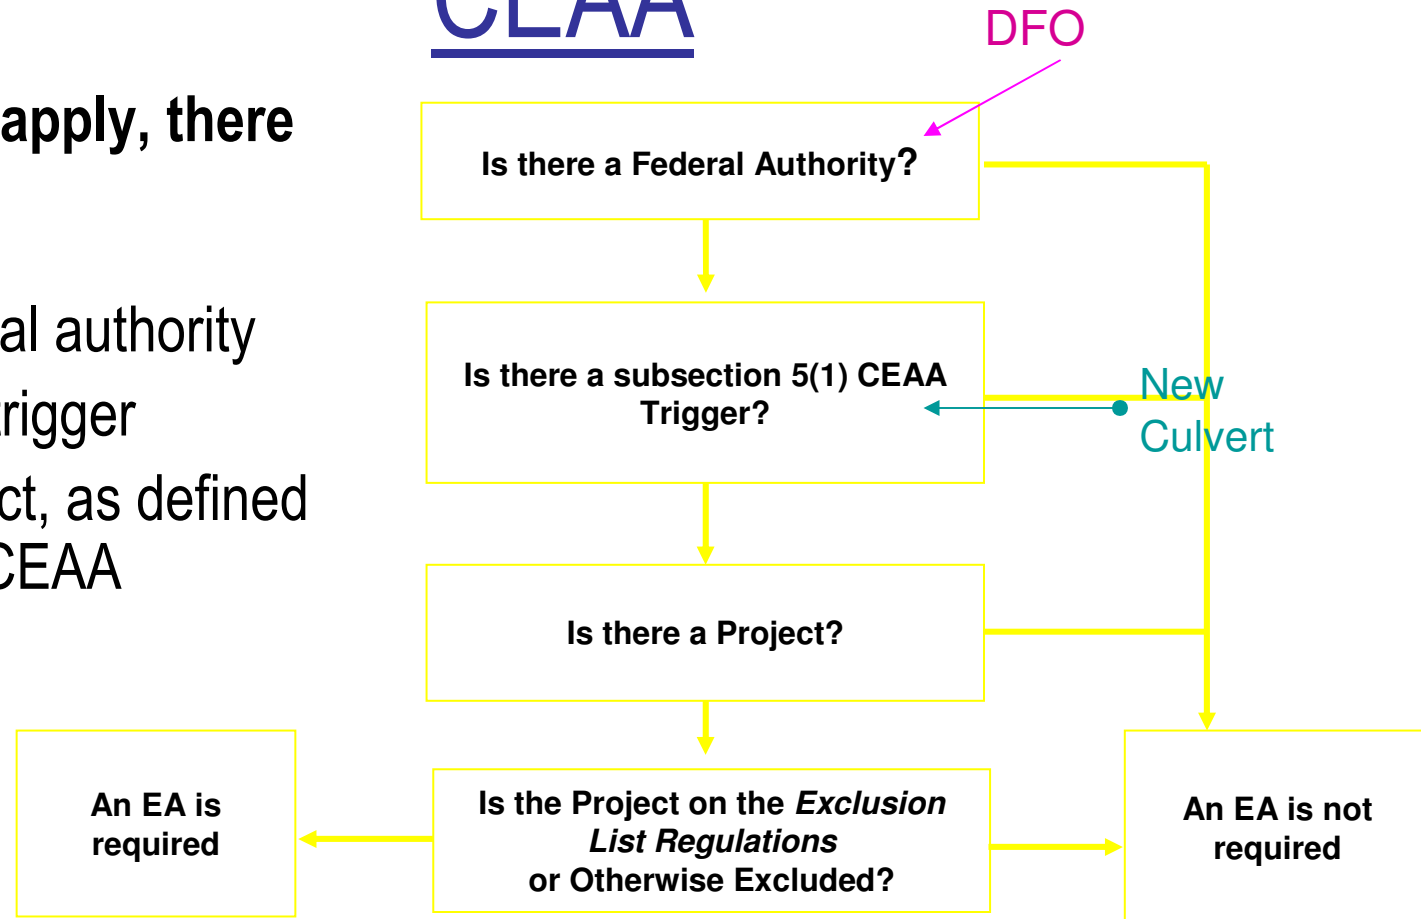 CEAA
DFO
apply, there
al authority
trigger
ct, as defined
CEAA
Is there a Federal Authority?
Is there a subsection 5(1) CEAA
Trigger?
New
Culvert
Is there a Project?
An EA is
required
Is the Project on the Exclusion
List Regulations
or Otherwise Excluded?
An EA is not
required